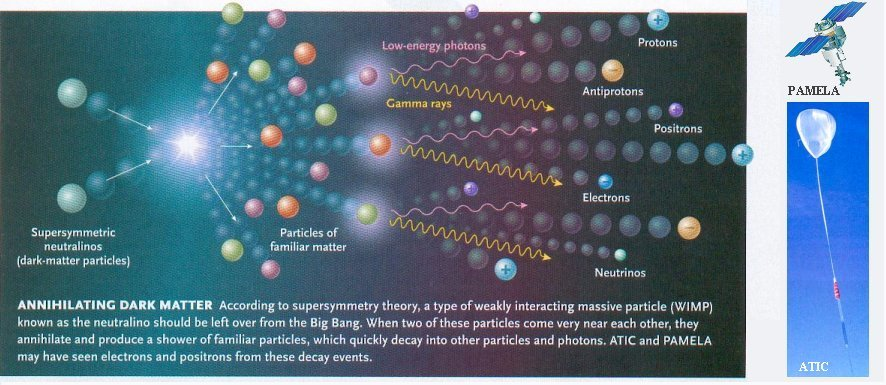 Low-energy photons
Protons
Antiprotons
PAMELA
Gamma rays
Positrons
Electrons
Supersymmetric
neutralinos
(dark-matter particles)
Particles of
familiar matter
Neutrinos
ANNIHILATING DARK MATTER According to supersymmetry theory, a type of weakly interacting massive particle (WIMP)
known as the neutralino should be left over from the Big Bang. When two of these particles come very near each other, they
annihilate and produce a shower of familiar particles, which quickly decay into other particles and photons. ATIC and PAMELA
may have seen electrons and positrons from these decay events.
ATIC